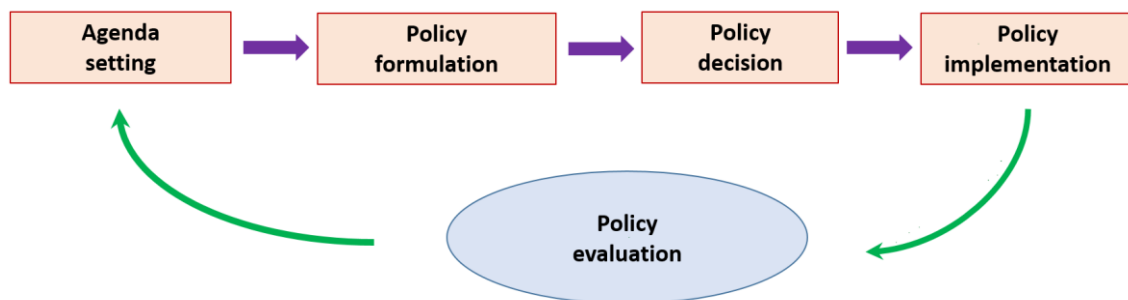 Agenda
setting
Policy
formulation
Policy
decision
Policy
implementation
Policy
evaluation